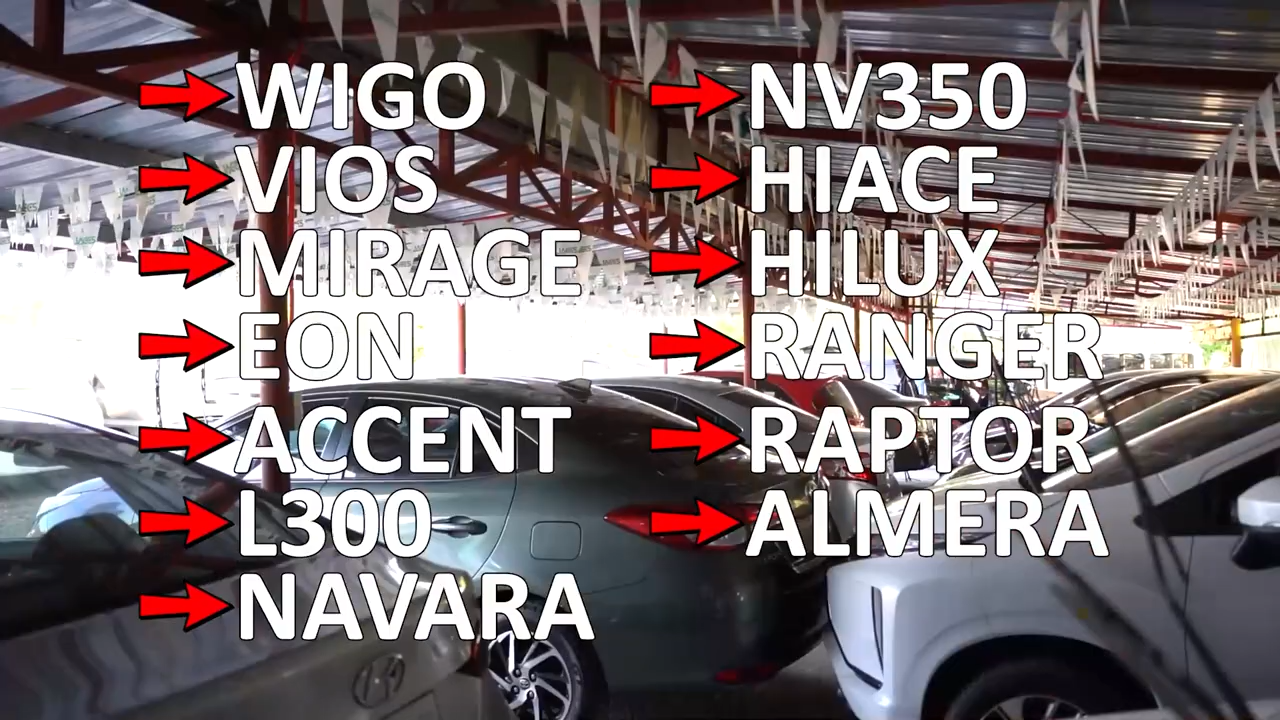 WIGO
VIOS
MIRAGE
EON
ACCENT
L300
NAVARA
NV350
HIACE
HILUX
RANGER
RAPTOR
ALMERA